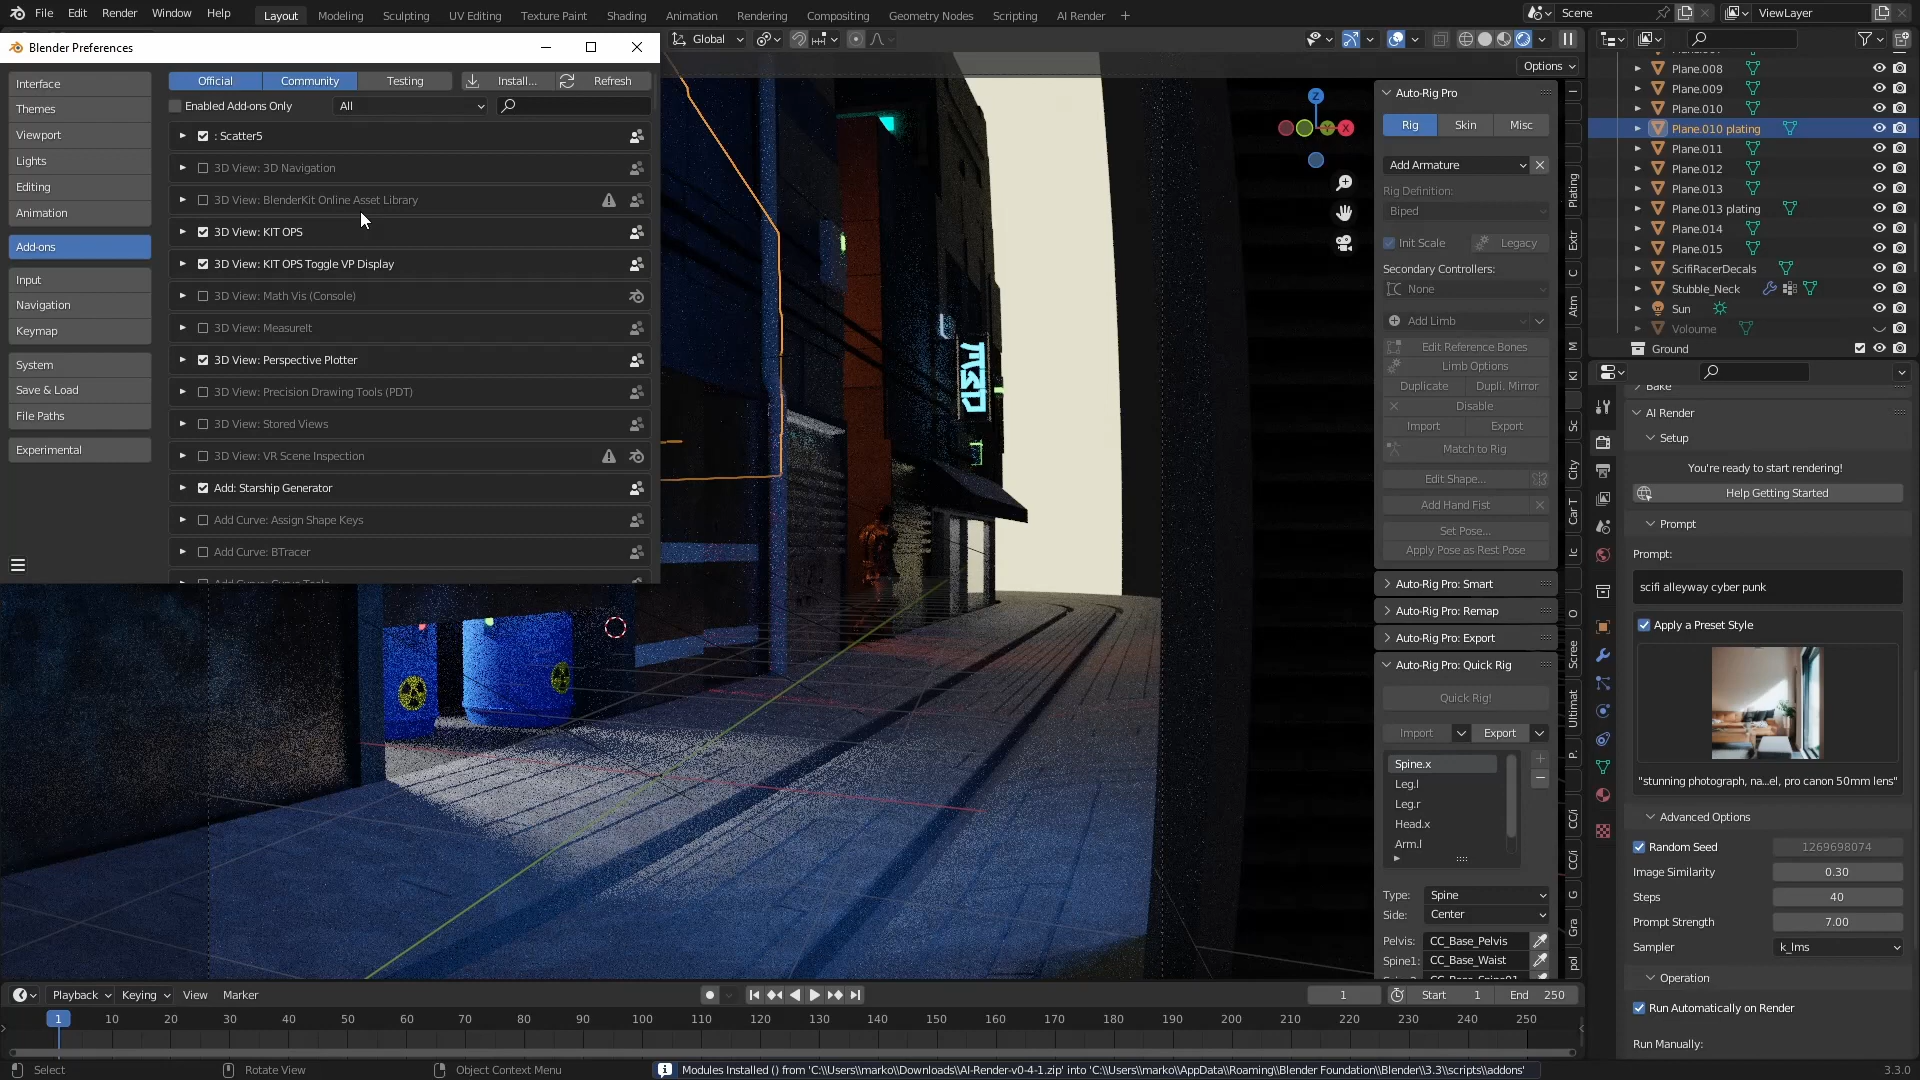 File Edit Render Window Help Layout Modeling Sculpting UV Editing Texture Paint Shading Animation Rendering Compositing Geometry Nodes Scripting AI Render + Scene ViewLayer
Blender Preferences
Global
Options
Interface
Themes
Viewport
Lights
Editing
Animation
Add-ons
Input
Navigation
Keymap
System
Save & Load
File Paths
Experimental
Official Community Testing Install... Refresh
Enabled Add-ons Only All
: Scatter5
3D View: 3D Navigation
3D View: BlenderKit Online Asset Library
3D View: KIT OPS
3D View: KIT OPS Toggle VP Display
3D View: Math Vis (Console)
3D View: MeasureIt
3D View: Perspective Plotter
3D View: Precision Drawing Tools (PDT)
3D View: Stored Views
3D View: VR Scene Inspection
Add: Starship Generator
Add Curve: Assign Shape Keys
Add Curve: BTracer
Z
Y
X
Auto-Rig Pro
Rig Skin Misc
Add Armature
Rig Definition:
Biped
Init Scale Legacy
Secondary Controllers:
None
Add Limb
Edit Reference Bones
Limb Options
Duplicate Dupli. Mirror
Disable
Import Export
Match to Rig
Edit Shape...
Add Hand Fist
Set Pose...
Apply Pose as Rest Pose
Auto-Rig Pro: Smart
Auto-Rig Pro: Remap
Auto-Rig Pro: Export
Auto-Rig Pro: Quick Rig
Quick Rig!
Import Export
Spine.x
Leg.l
Leg.r
Head.x
Arm.l
Type: Spine
Side: Center
Pelvis: CC_Base_Pelvis
Spine1: CC_Base_Waist
Plating
Extr
C
Atm
M
KI
Sc
City
Car T
Ic
O
Scree
Ultimat
P.
CC/i
CC/i
G
Gra
pol
Plane.008
Plane.009
Plane.010
Plane.010 plating
Plane.011
Plane.012
Plane.013
Plane.013 plating
Plane.014
Plane.015
ScifiRacerDecals
Stubble_Neck
Sun
Voloume
Ground
Bake
AI Render
Setup
You're ready to start rendering!
Help Getting Started
Prompt
Prompt:
scifi alleyway cyber punk
Apply a Preset Style
"stunning photograph, na...el, pro canon 50mm lens"
Advanced Options
Random Seed 1269698074
Image Similarity 0.30
Steps 40
Prompt Strength 7.00
Sampler k_lms
Operation
Run Automatically on Render
Run Manually:
Playback Keying View Marker 1 Start 1 End 250
1 10 20 30 40 50 60 70 80 90 100 110 120 130 140 150 160 170 180 190 200 210 220 230 240 250
Select Rotate View Object Context Menu Modules Installed () from 'C:\\Users\\marko\\Downloads\\AI-Render-v0-4-1.zip' into 'C:\\Users\\marko\\AppData\\Roaming\\Blender Foundation\\Blender\\3.3\\scripts\\addons' 3.3.0